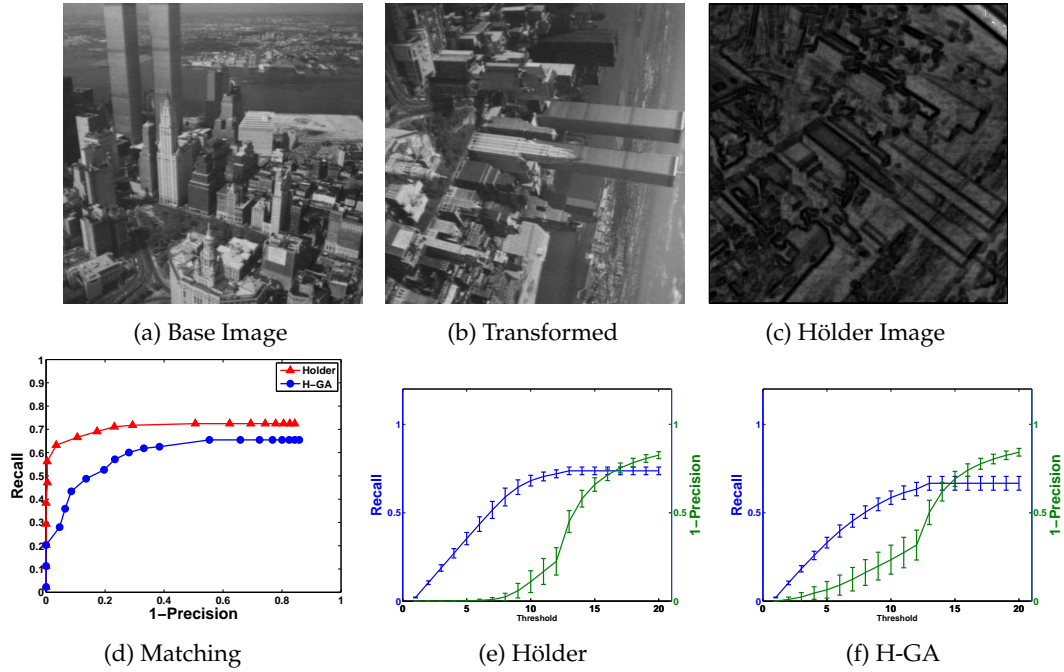 (a) Base Image
(b) Transformed
(c) Hölder Image
1
0.9
0.8
0.7
0.6
0.5
0.4
0.3
0.2
0.1
0
0
0.2
0.4
0.6
0.8
1
Recall
1−Precision
Holder
H−GA
(d) Matching
1
0.5
0
Recall
0
5
10
15
20
Threshold
1
0.5
0
1−Precision
(e) Hölder
1
0.5
0
Recall
0
5
10
15
20
Threshold
1
0.5
0
1−Precision
(f) H-GA